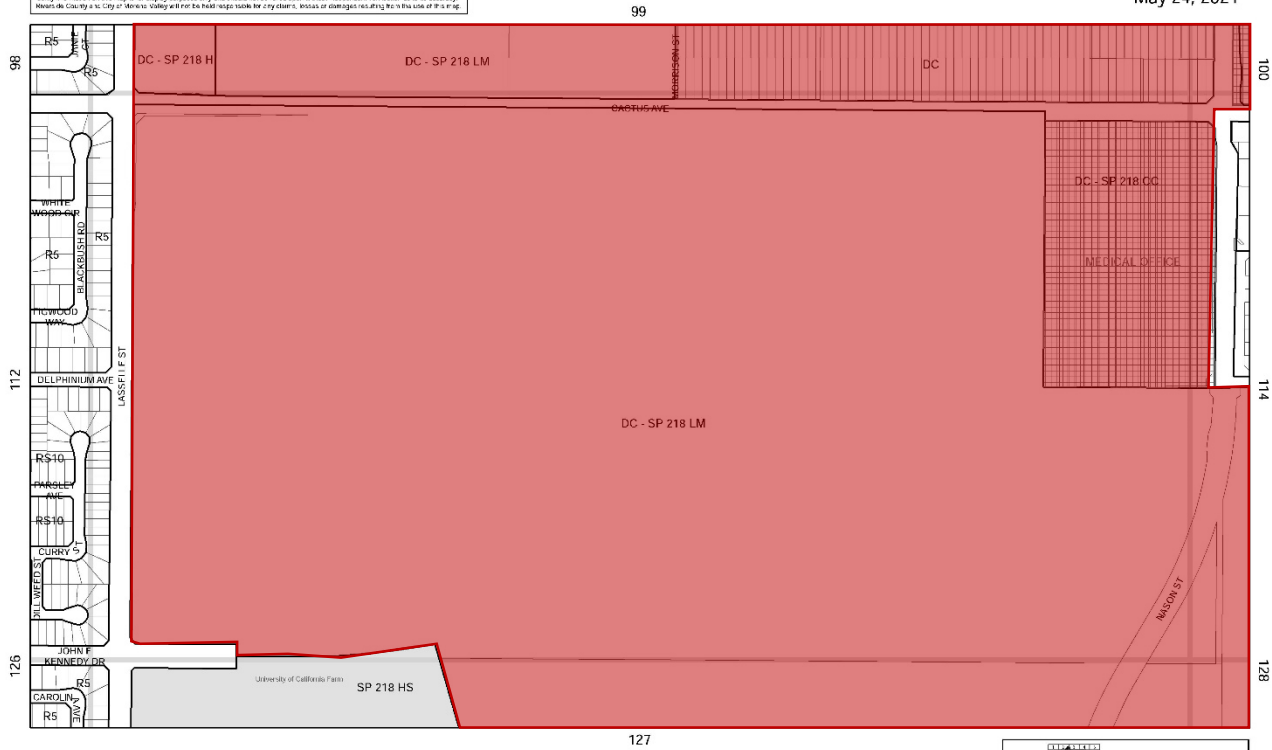 Riverside County and City of Moreno Valley will not be held responsible for any claims, losses or damages resulting from the use of this map.
May 24, 2021
99
98
100
R5
ST
R5
DC - SP 218 H
DC - SP 218 LM
MORRISON ST
DC
CACTUS AVE
WHITE
WOOD CIR
R5
BLACKBUSH RD
R5
WAY
DC - SP 218 CC
MEDICAL OFFICE
112
DELPHINIUM AVE
LASSELLE ST
114
DC - SP 218 LM
RS10
PARSLEY
AVE
RS10
CURRY ST
DILL WEED ST
NASON ST
JOHN F
KENNEDY DR
126
128
R5
CAROLIN
AVE
R5
University of California Farm
SP 218 HS
127